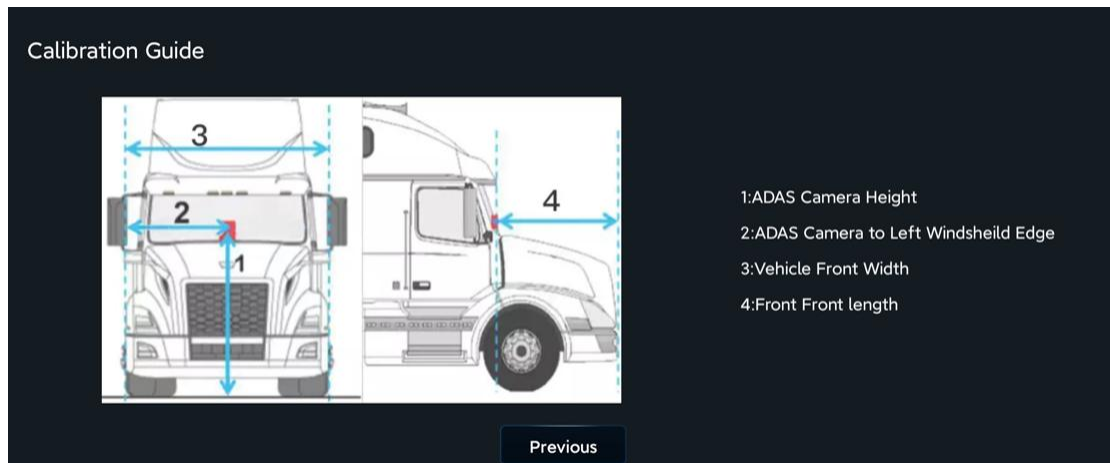 Calibration Guide
3
2
1
4
1:ADAS Camera Height
2:ADAS Camera to Left Windsheild Edge
3:Vehicle Front Width
4:Front Front length
Previous